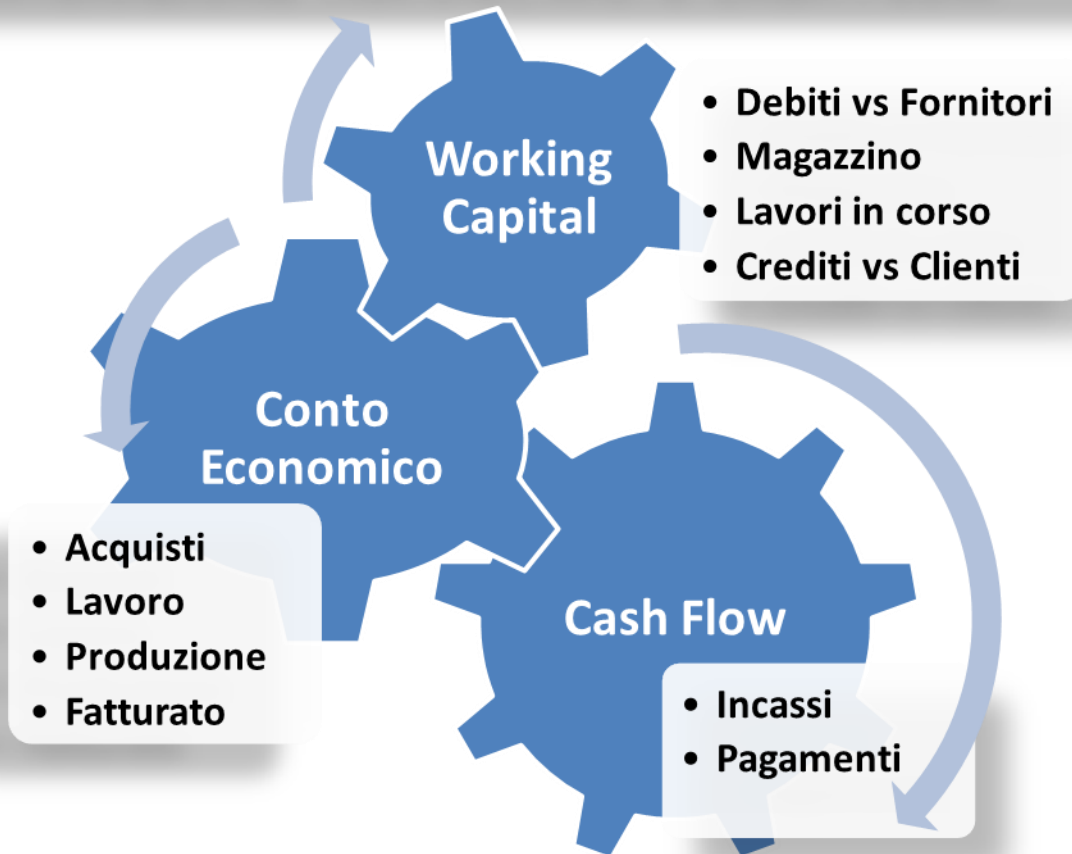 Working
Capital
• Debiti vs Fornitori
• Magazzino
• Lavori in corso
• Crediti vs Clienti
Conto
Economico
• Acquisti
• Lavoro
• Produzione
• Fatturato
Cash Flow
• Incassi
• Pagamenti